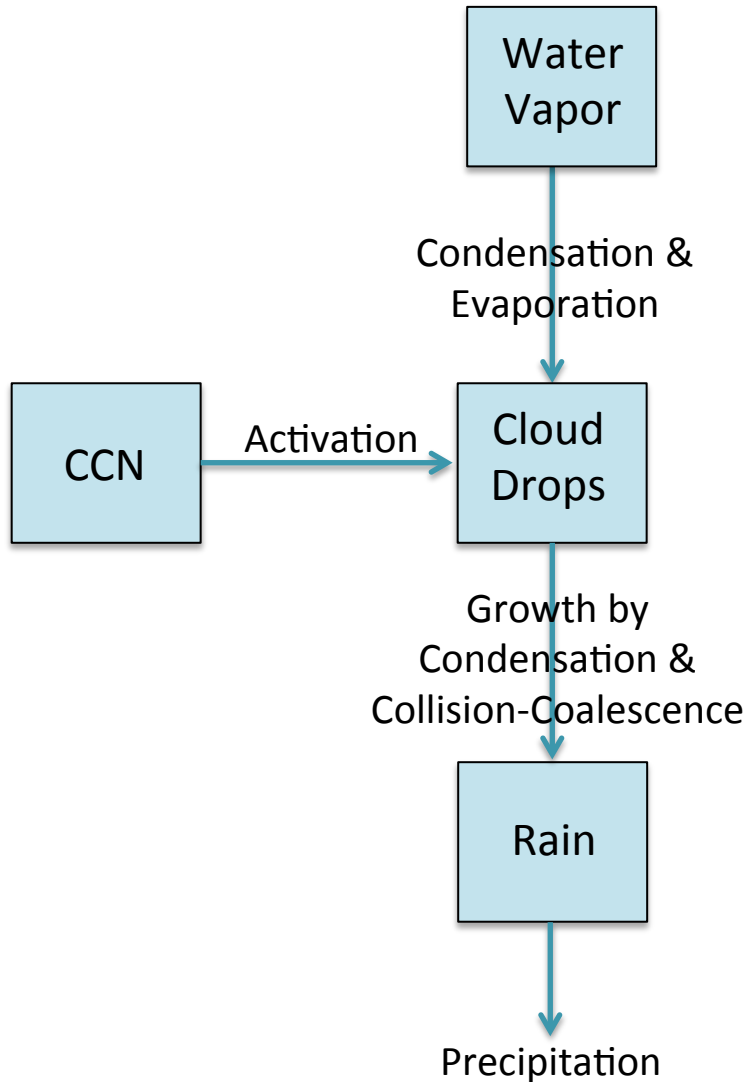 Water
Vapor
Condensation &
Evaporation
CCN
Activation
Cloud
Drops
Growth by
Condensation &
Collision-Coalescence
Rain
Precipitation